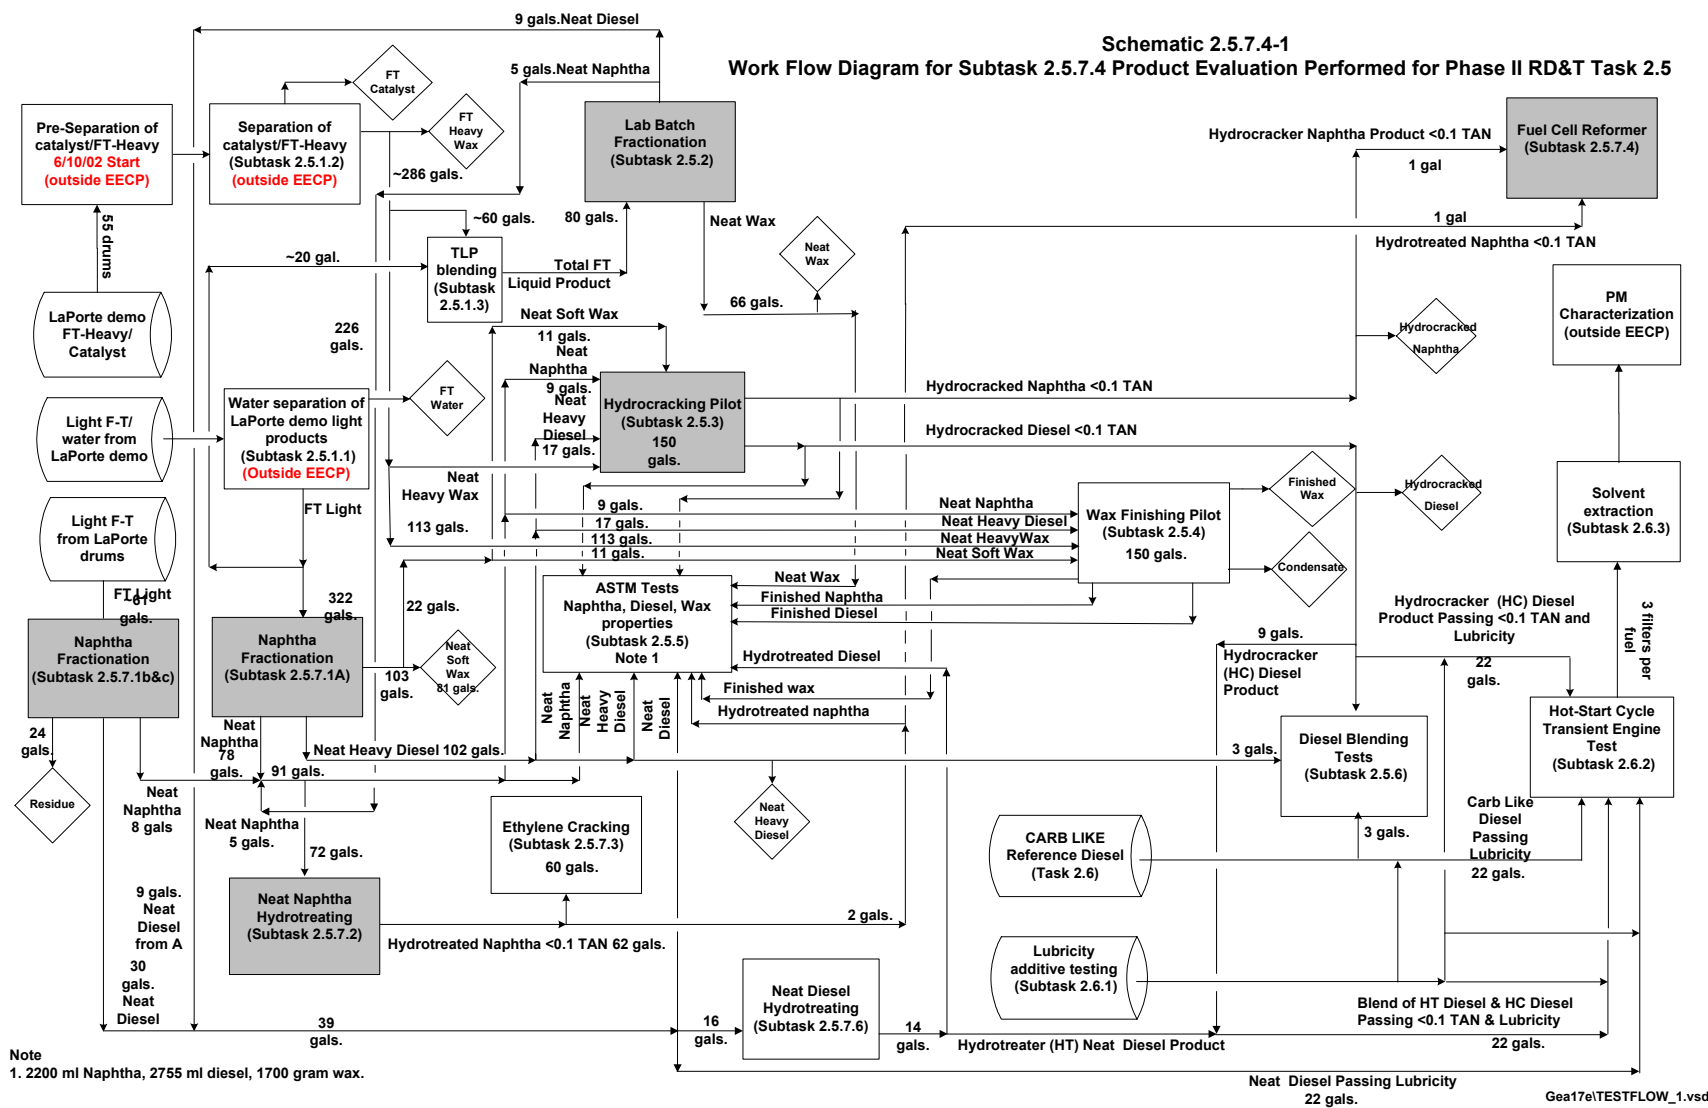 9 gals.Neat Diesel
Schematic 2.5.7.4-1
Work Flow Diagram for Subtask 2.5.7.4 Product Evaluation Performed for Phase II RD&T Task 2.5
5 gals.Neat Naphtha
FT
Catalyst
Pre-Separation of
catalyst/FT-Heavy
6/10/02 Start
(outside EECP)
Separation of
catalyst/FT-Heavy
(Subtask 2.5.1.2)
(outside EECP)
FT
Heavy
Wax
Lab Batch
Fractionation
(Subtask 2.5.2)
Hydrocracker Naphtha Product <0.1 TAN
1 gal
Fuel Cell Reformer
(Subtask 2.5.7.4)
~286 gals.
55 drums
~60 gals.
80 gals.
Neat Wax
1 gal
Hydrotreated Naphtha <0.1 TAN
~20 gal.
TLP
blending
(Subtask
2.5.1.3)
Total FT
Liquid Product
Neat
Wax
66 gals.
LaPorte demo
FT-Heavy/
Catalyst
226
gals.
Neat Soft Wax
11 gals.
PM
Characterization
(outside EECP)
Hydrocracked
Naphtha
Neat
Naphtha
9 gals.
Neat
Heavy
Diesel
17 gals.
Hydrocracking Pilot
(Subtask 2.5.3)
150
gals.
Hydrocracked Naphtha <0.1 TAN
Hydrocracked Diesel <0.1 TAN
FT
Water
Light F-T/
water from
LaPorte demo
Water separation of
LaPorte demo light
products
(Subtask 2.5.1.1)
(Outside EECP)
Neat
Heavy Wax
113 gals.
FT Light
Light F-T
from LaPorte
drums
9 gals.
17 gals.
113 gals.
11 gals.
Neat Naphtha
Neat Heavy Diesel
Neat HeavyWax
Neat Soft Wax
Wax Finishing Pilot
(Subtask 2.5.4)
150 gals.
Finished
Wax
Hydrocracked
Diesel
Solvent
extraction
(Subtask 2.6.3)
Condensate
FT Light
61
gals.
322
gals.
22 gals.
ASTM Tests
Naphtha, Diesel, Wax
properties
(Subtask 2.5.5)
Note 1
Neat Wax
Finished Naphtha
Finished Diesel
Hydrotreated Diesel
Finished wax
Hydrotreated naphtha
Hydrocracker (HC) Diesel
Product Passing <0.1 TAN and
Lubricity
3 filters per
fuel
9 gals.
Hydrocracker
(HC) Diesel
Product
22
gals.
Naphtha
Fractionation
(Subtask 2.5.7.1b&c)
Naphtha
Fractionation
(Subtask 2.5.7.1A)
103
gals.
Neat
Soft
Wax
81 gals.
Neat
Naphtha
Neat
Heavy
Diesel
Neat
Diesel
24
gals.
Neat
Naphtha
78
gals.
Neat Heavy Diesel 102 gals.
91 gals.
3 gals.
Diesel Blending
Tests
(Subtask 2.5.6)
Hot-Start Cycle
Transient Engine
Test
(Subtask 2.6.2)
Residue
Neat
Naphtha
8 gals
Neat Naphtha
5 gals.
72 gals.
Ethylene Cracking
(Subtask 2.5.7.3)
60 gals.
Neat
Heavy
Diesel
CARB LIKE
Reference Diesel
(Task 2.6)
3 gals.
Carb Like
Diesel
Passing
Lubricity
22 gals.
9 gals.
Neat
Diesel
from A
Neat Naphtha
Hydrotreating
(Subtask 2.5.7.2)
Hydrotreated Naphtha <0.1 TAN 62 gals.
2 gals.
Lubricity
additive testing
(Subtask 2.6.1)
30
gals.
Neat
Diesel
39
gals.
16
gals.
Neat Diesel
Hydrotreating
(Subtask 2.5.7.6)
14
gals.
Hydrotreater (HT) Neat Diesel Product
Blend of HT Diesel & HC Diesel
Passing <0.1 TAN & Lubricity
22 gals.
Note
1. 2200 ml Naphtha, 2755 ml diesel, 1700 gram wax.
Neat Diesel Passing Lubricity
22 gals.
Gea17e\TESTFLOW_1.vsd